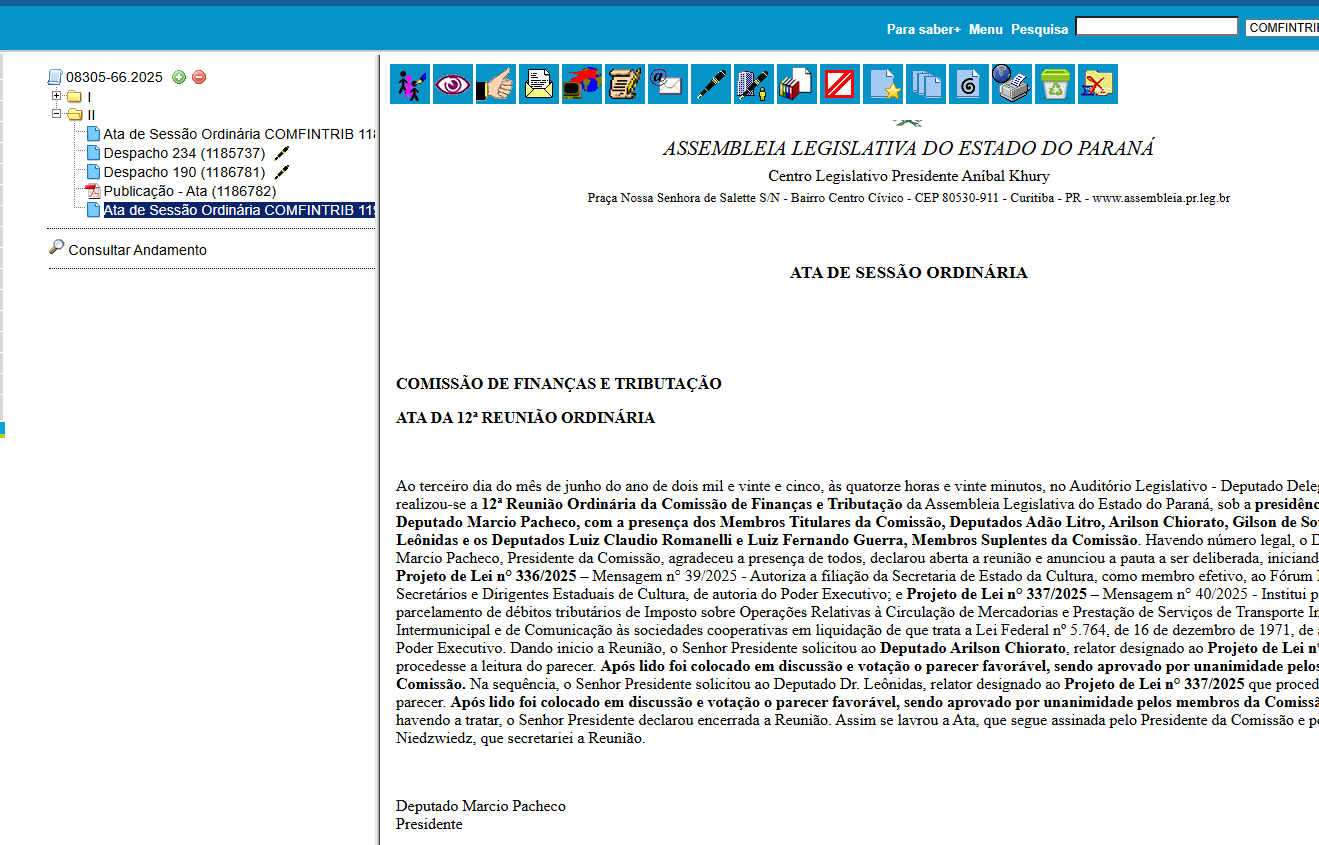 Para saber+ Menu Pesquisa COMFINTRIB
08305-66.2025
I
II
Ata de Sessão Ordinária COMFINTRIB
Despacho 234 (1185737)
Despacho 190 (1186781)
Publicação - Ata (1186782)
Ata de Sessão Ordinária COMFINTRIB
Consultar Andamento
ASSEMBLEIA LEGISLATIVA DO ESTADO DO PARANÁ
Centro Legislativo Presidente Aníbal Khury
Praça Nossa Senhora de Salette S/N - Bairro Centro Cívico - CEP 80530-911 - Curitiba - PR - www.assembleia.pr.leg.br
ATA DE SESSÃO ORDINÁRIA
COMISSÃO DE FINANÇAS E TRIBUTAÇÃO
ATA DA 12ª REUNIÃO ORDINÁRIA
Ao terceiro dia do mês de junho do ano de dois mil e vinte e cinco, às quatorze horas e vinte minutos, no Auditório Legislativo - Deputado
realizou-se a 12ª Reunião Ordinária da Comissão de Finanças e Tributação da Assembleia Legislativa do Estado do Paraná, sob a
Deputado Marcio Pacheco, com a presença dos Membros Titulares da Comissão, Deputados Adão Litro, Arilson Chiorato, Gilson de
Leônidas e os Deputados Luiz Claudio Romanelli e Luiz Fernando Guerra, Membros Suplentes da Comissão. Havendo número legal, o
Marcio Pacheco, Presidente da Comissão, agradeceu a presença de todos, declarou aberta a reunião e anunciou a pauta a ser deliberada,
Projeto de Lei n° 336/2025 – Mensagem n° 39/2025 - Autoriza a filiação da Secretaria de Estado da Cultura, como membro efetivo, ao Fórum
Secretários e Dirigentes Estaduais de Cultura, de autoria do Poder Executivo; e Projeto de Lei n° 337/2025 – Mensagem n° 40/2025 - Institui
parcelamento de débitos tributários de Imposto sobre Operações Relativas à Circulação de Mercadorias e Prestação de Serviços de Transporte
Intermunicipal e de Comunicação às sociedades cooperativas em liquidação de que trata a Lei Federal nº 5.764, de 16 de dezembro de 1971, de
Poder Executivo. Dando inicio a Reunião, o Senhor Presidente solicitou ao Deputado Arilson Chiorato, relator designado ao Projeto de Lei
procedesse a leitura do parecer. Após lido foi colocado em discussão e votação o parecer favorável, sendo aprovado por unanimidade pelos
Comissão. Na sequência, o Senhor Presidente solicitou ao Deputado Dr. Leônidas, relator designado ao Projeto de Lei n° 337/2025 que
parecer. Após lido foi colocado em discussão e votação o parecer favorável, sendo aprovado por unanimidade pelos membros da
havendo a tratar, o Senhor Presidente declarou encerrada a Reunião. Assim se lavrou a Ata, que segue assinada pelo Presidente da Comissão e
Niedzwiedz, que secretariei a Reunião.
Deputado Marcio Pacheco
Presidente